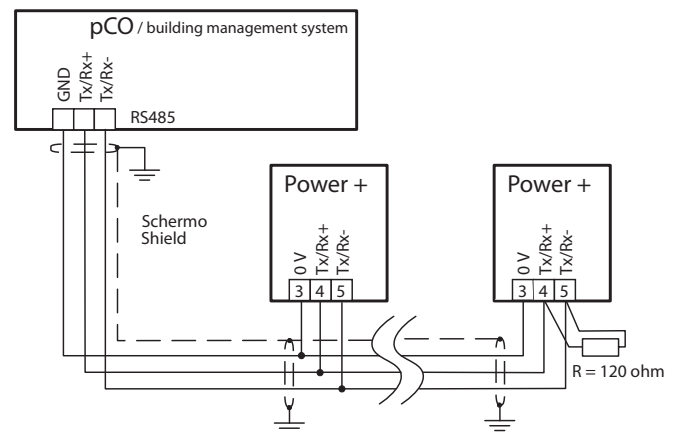 pCO / building management system
GND
Tx/Rx+
Tx/Rx-
RS485
Schermo
Shield
Power +
0 V
Tx/Rx+
Tx/Rx-
3 4 5
Power +
0 V
Tx/Rx+
Tx/Rx-
3 4 5
R = 120 ohm